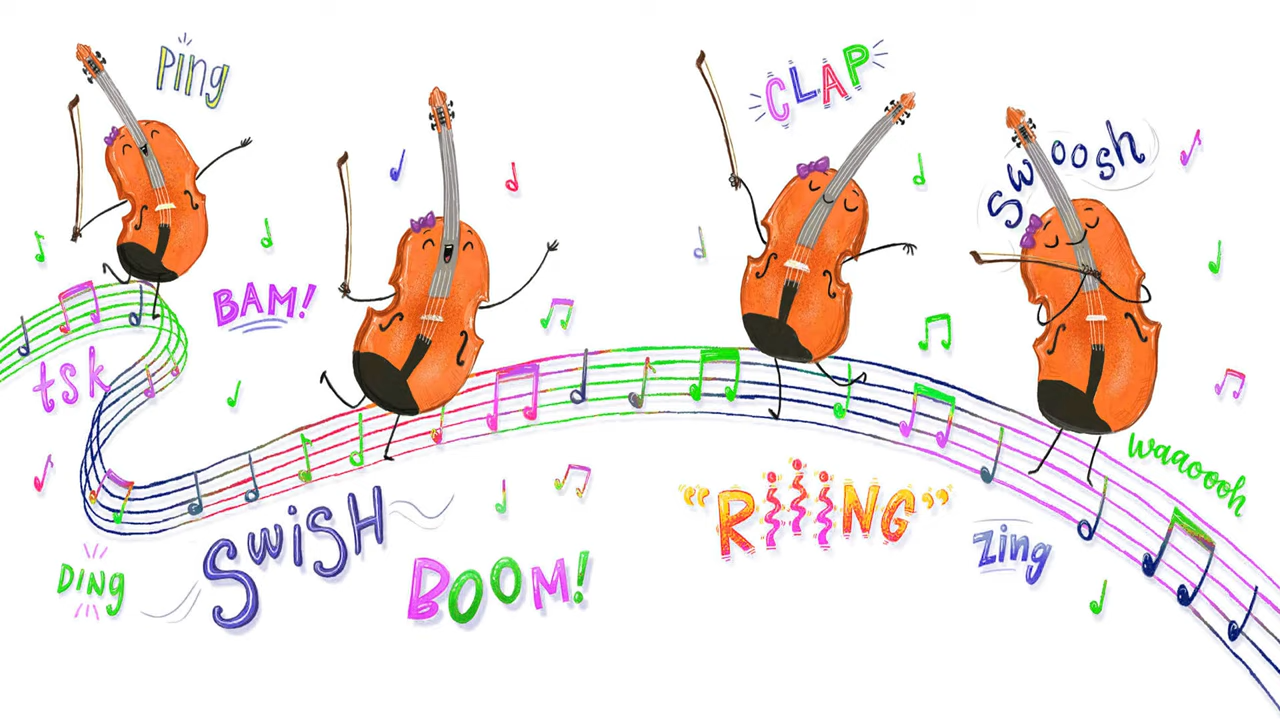 Ping
CLAP
swoosh
BAM!
tsk
waaoooh
"RiiiNG"
SwiSH
Zing
DING
BOOM!